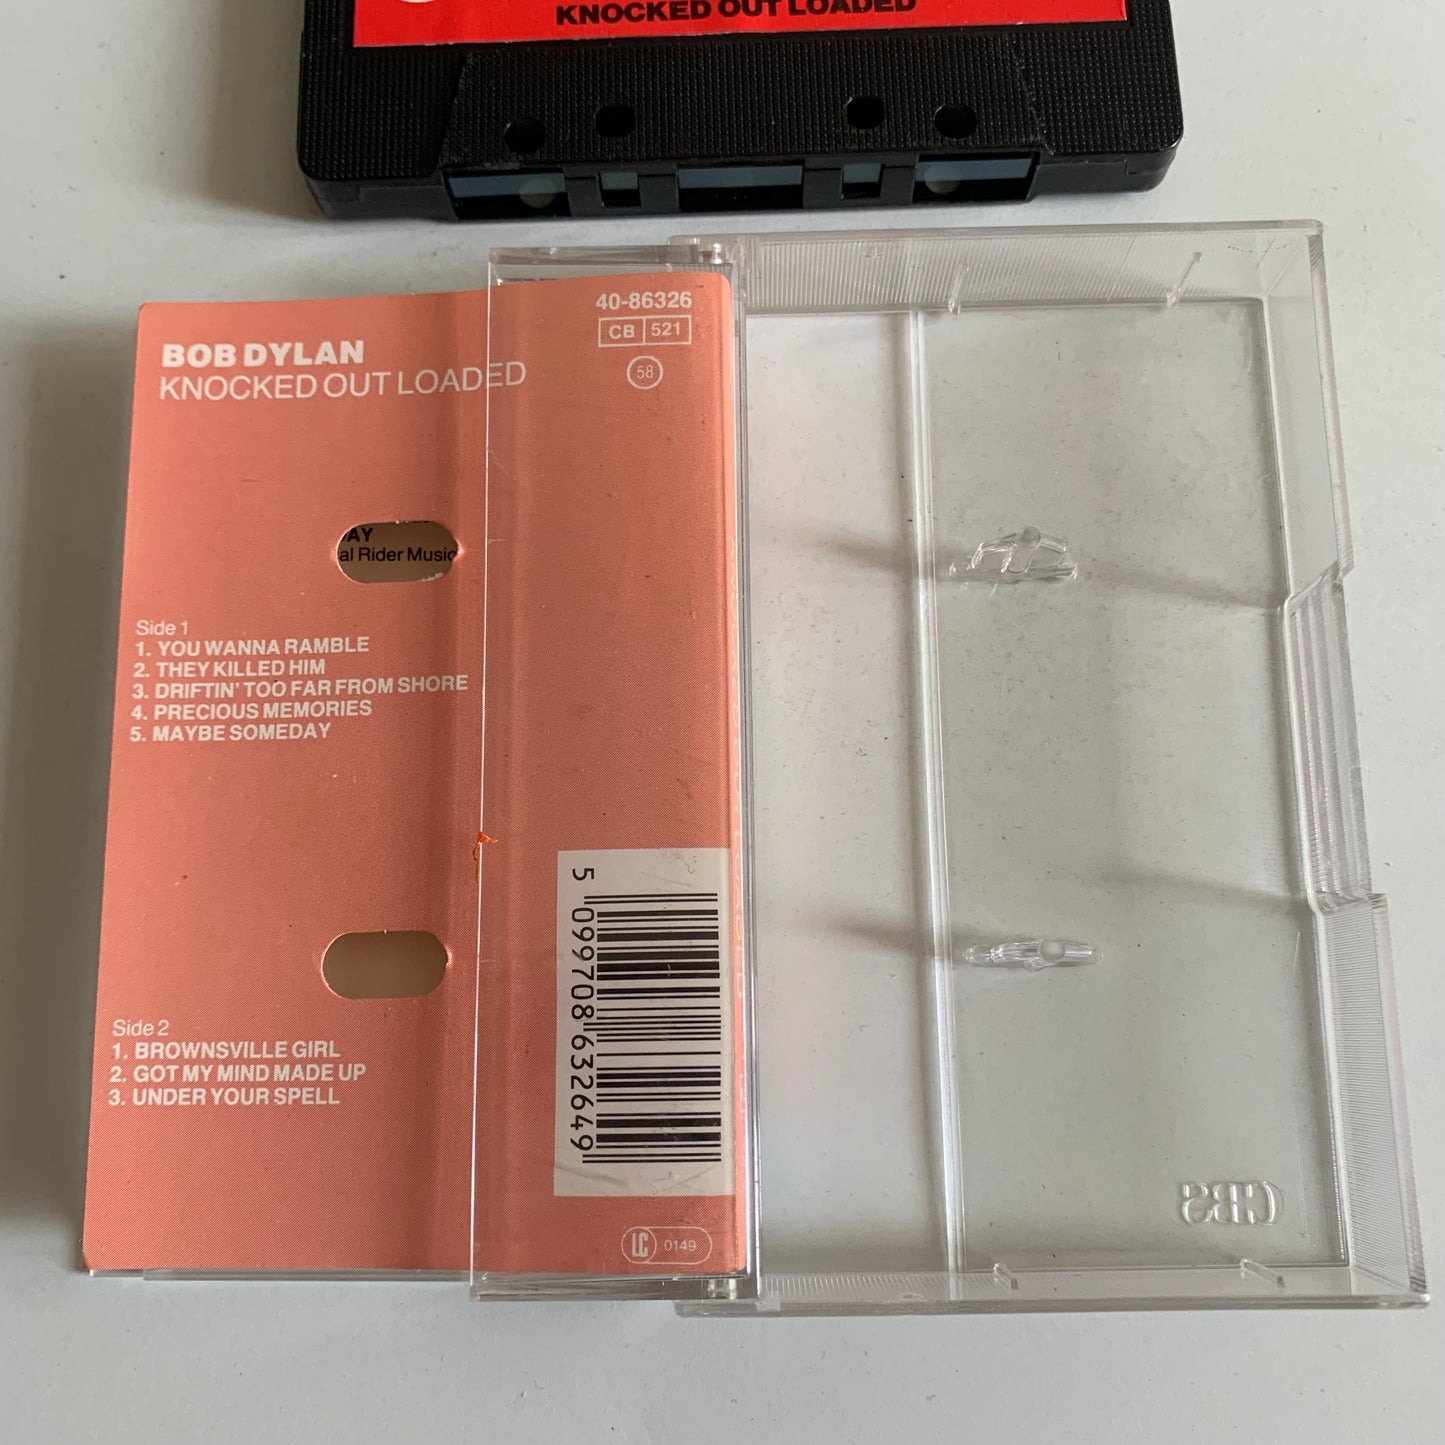 KNOCKED OUT LOADED
40-86326
CB 521
58
BOB DYLAN
KNOCKED OUT LOADED
AY
al Rider Music
Side 1
1. YOU WANNA RAMBLE
2. THEY KILLED HIM
3. DRIFTIN' TOO FAR FROM SHORE
4. PRECIOUS MEMORIES
5. MAYBE SOMEDAY
Side 2
1. BROWNSVILLE GIRL
2. GOT MY MIND MADE UP
3. UNDER YOUR SPELL
5 099708 632649
LC 0149
CBS